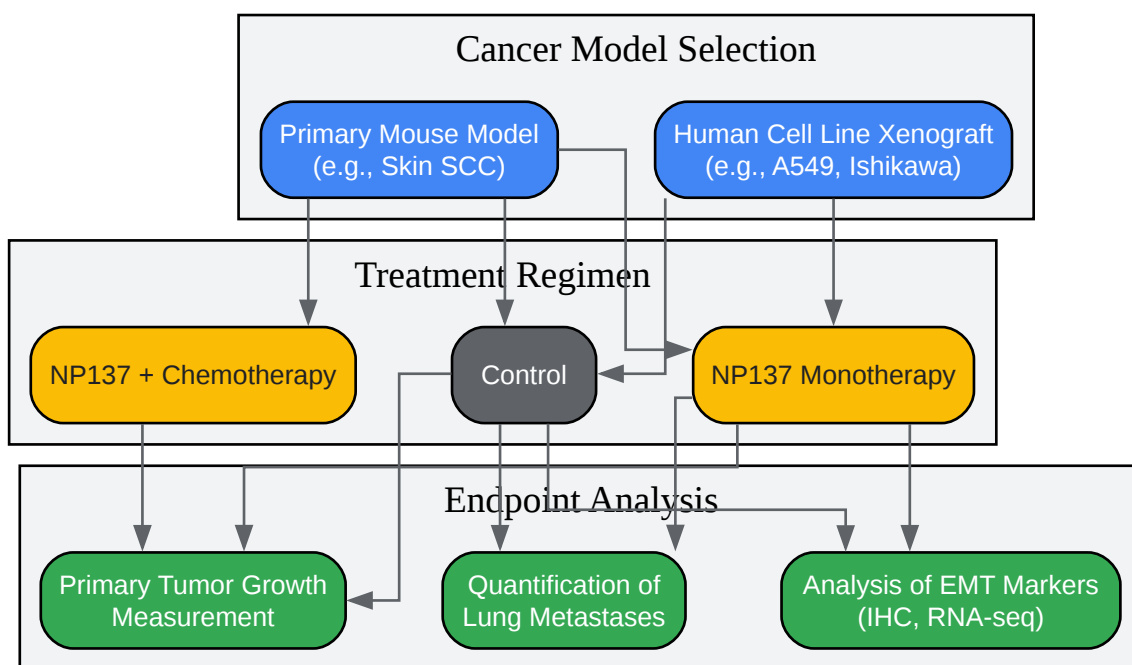 Cancer Model Selection
Primary Mouse Model
(e.g., Skin SCC)
Human Cell Line Xenograft
(e.g., A549, Ishikawa)
Treatment Regimen
NP137 + Chemotherapy
Control
NP137 Monotherapy
Endpoint Analysis
Primary Tumor Growth
Measurement
Quantification of
Lung Metastases
Analysis of EMT Markers
(IHC, RNA-seq)